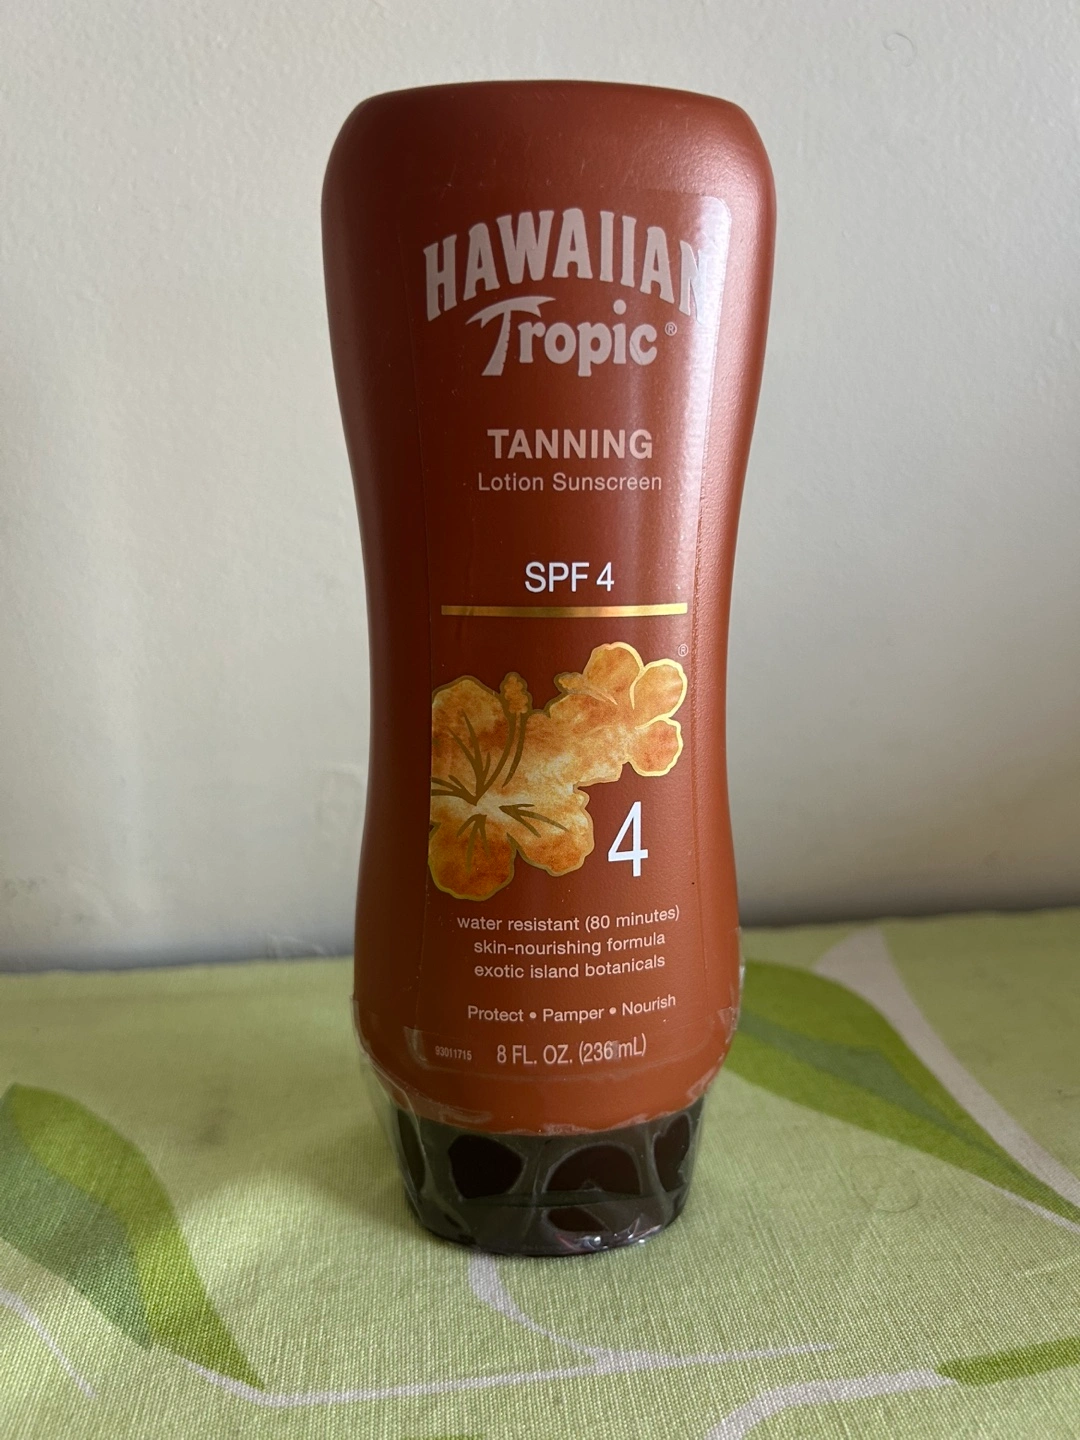 HAWAIIAN
Tropic®
TANNING
Lotion Sunscreen
SPF 4
®
4
water resistant (80 minutes)
skin-nourishing formula
exotic island botanicals
Protect • Pamper • Nourish
93011715 8 FL. OZ. (236 mL)